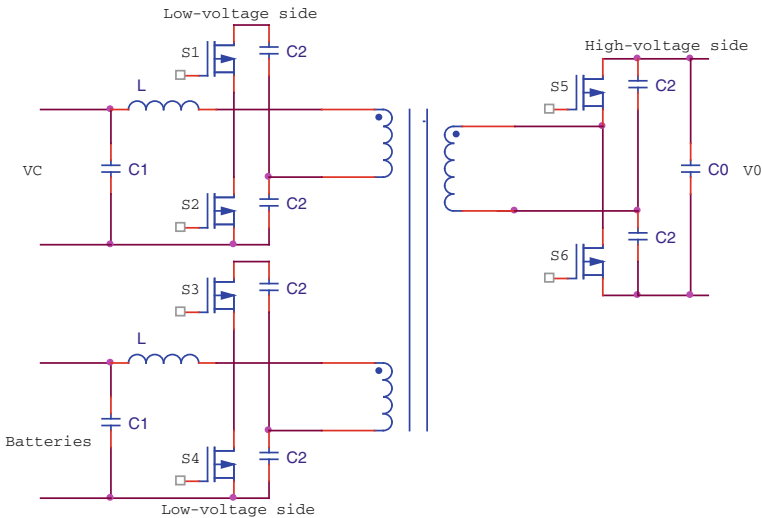 Low-voltage side
S1
C2
High-voltage side
L
S5
C2
VC
C1
C0
V0
S2
C2
C2
S6
S3
C2
L
C1
Batteries
S4
C2
Low-voltage side